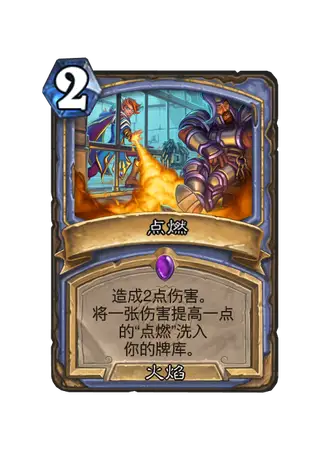 2
点燃
造成2点伤害。
将一张伤害提高一点
的“点燃”洗入
你的牌库。
火焰